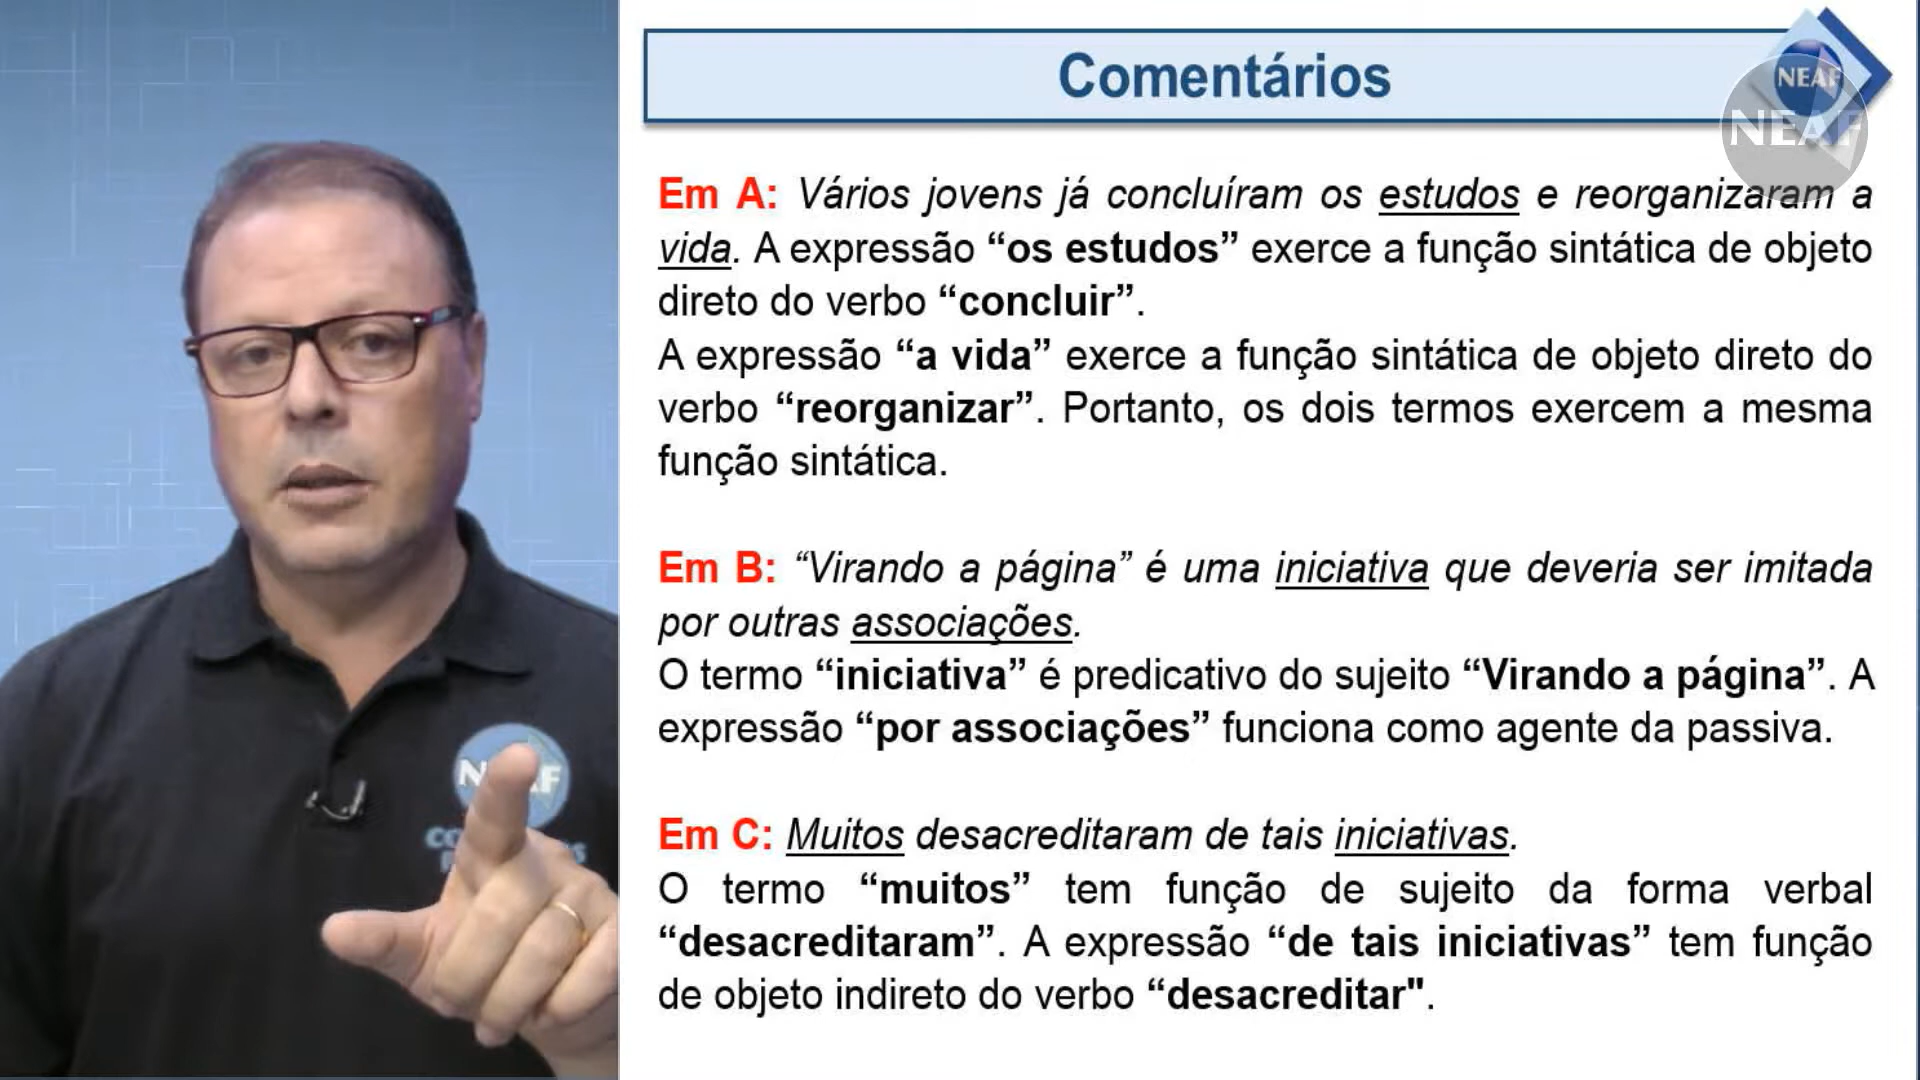 Comentários
NEAF
NEAF
Em A: Vários jovens já concluíram os estudos e reorganizaram a
vida. A expressão “os estudos” exerce a função sintática de objeto
direto do verbo “concluir”.
A expressão “a vida” exerce a função sintática de objeto direto do
verbo “reorganizar”. Portanto, os dois termos exercem a mesma
função sintática.
Em B: “Virando a página” é uma iniciativa que deveria ser imitada
por outras associações.
O termo “iniciativa” é predicativo do sujeito “Virando a página”. A
expressão “por associações” funciona como agente da passiva.
Em C: Muitos desacreditaram de tais iniciativas.
O termo “muitos” tem função de sujeito da forma verbal
“desacreditaram”. A expressão “de tais iniciativas” tem função
de objeto indireto do verbo “desacreditar".